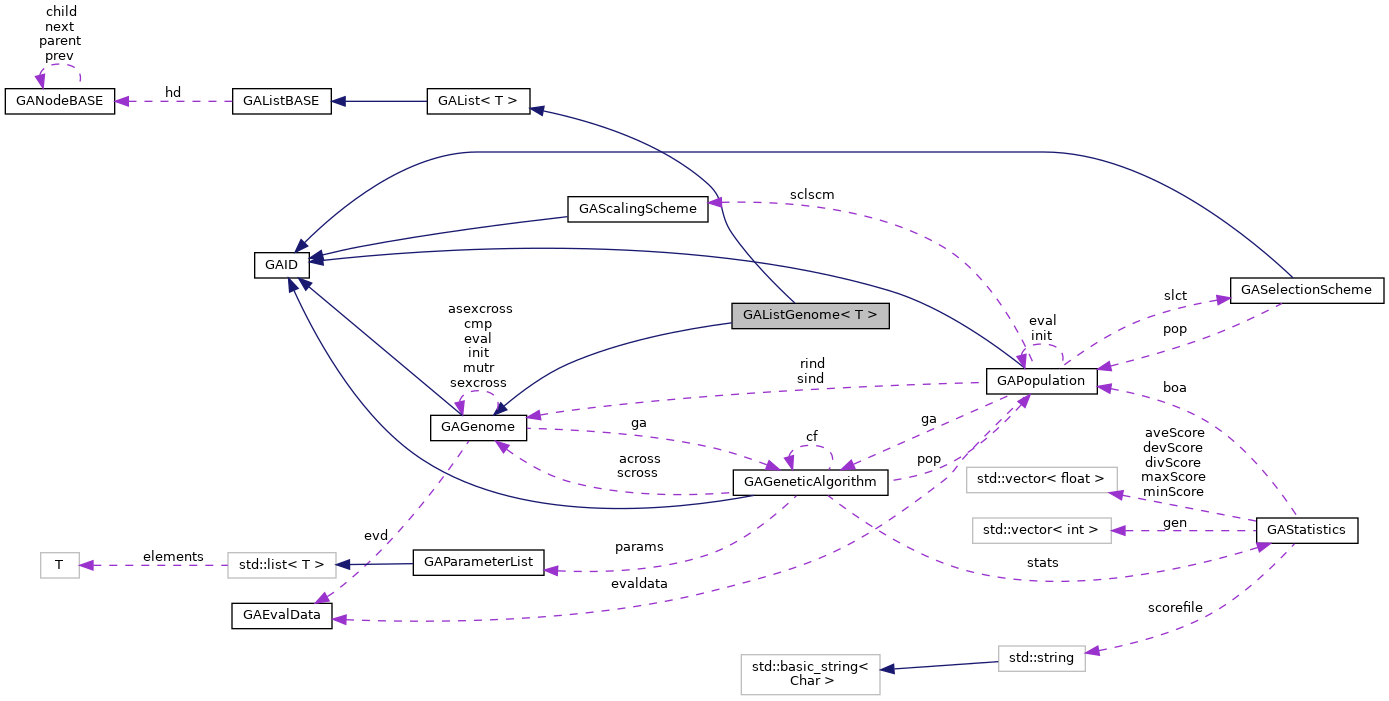 child
next
parent
prev
GANodeBASE
hd
GAListBASE
GAList< T >
sclscm
GAScalingScheme
GAID
slct
GASelectionScheme
pop
GAListGenome< T >
asexcross
cmp
eval
init
mutr
sexcross
eval
init
rind
sind
GAPopulation
boa
GAGenome
ga
ga
cf
across
scross
pop
GAGeneticAlgorithm
aveScore
devScore
divScore
maxScore
minScore
std::vector< float >
std::vector< int >
gen
GAStatistics
evd
params
stats
T
elements
std::list< T >
GAParameterList
evaldata
GAEvalData
scorefile
std::string
std::basic_string<
Char >